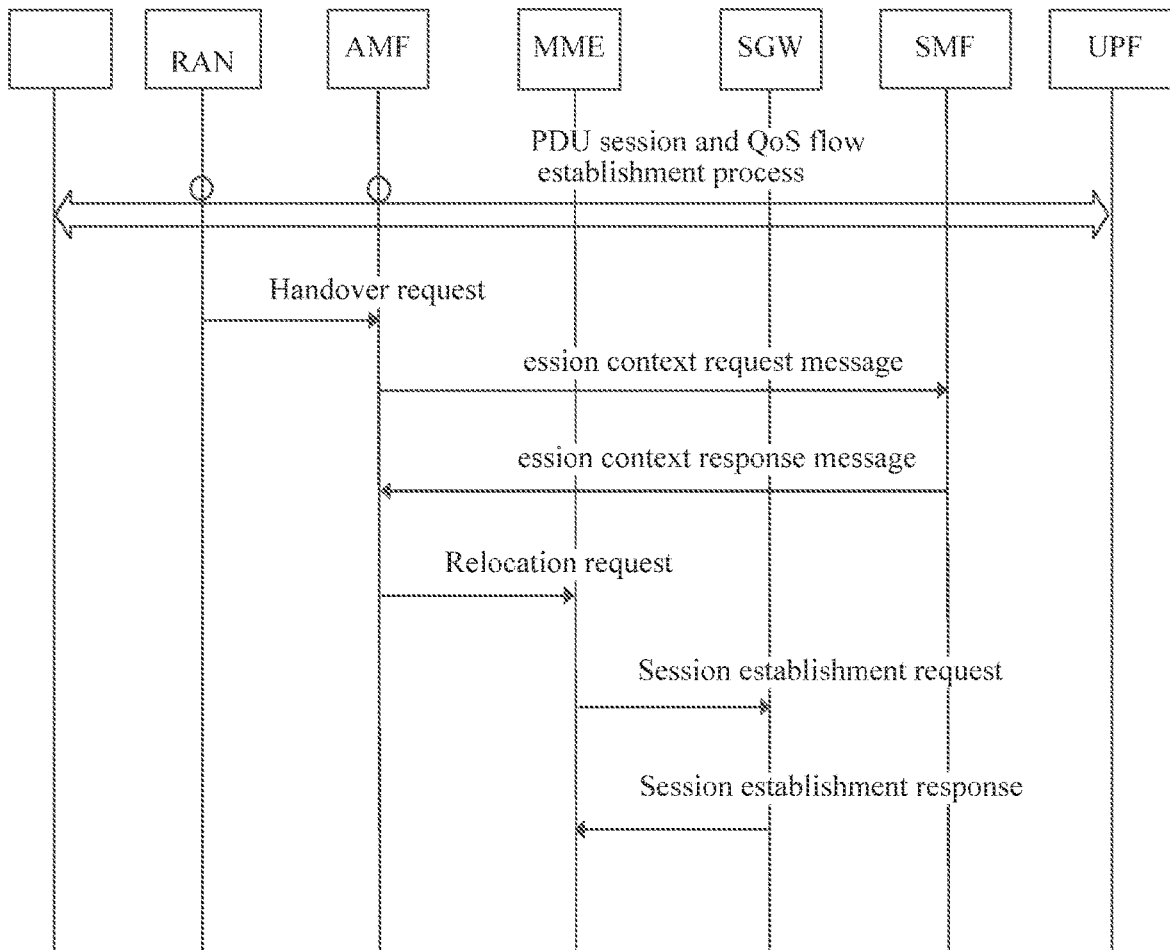 RAN
AMF
MME
SGW
SMF
UPF
PDU session and QoS flow
establishment process
Handover request
ession context request message
ession context response message
Relocation request
Session establishment request
Session establishment response